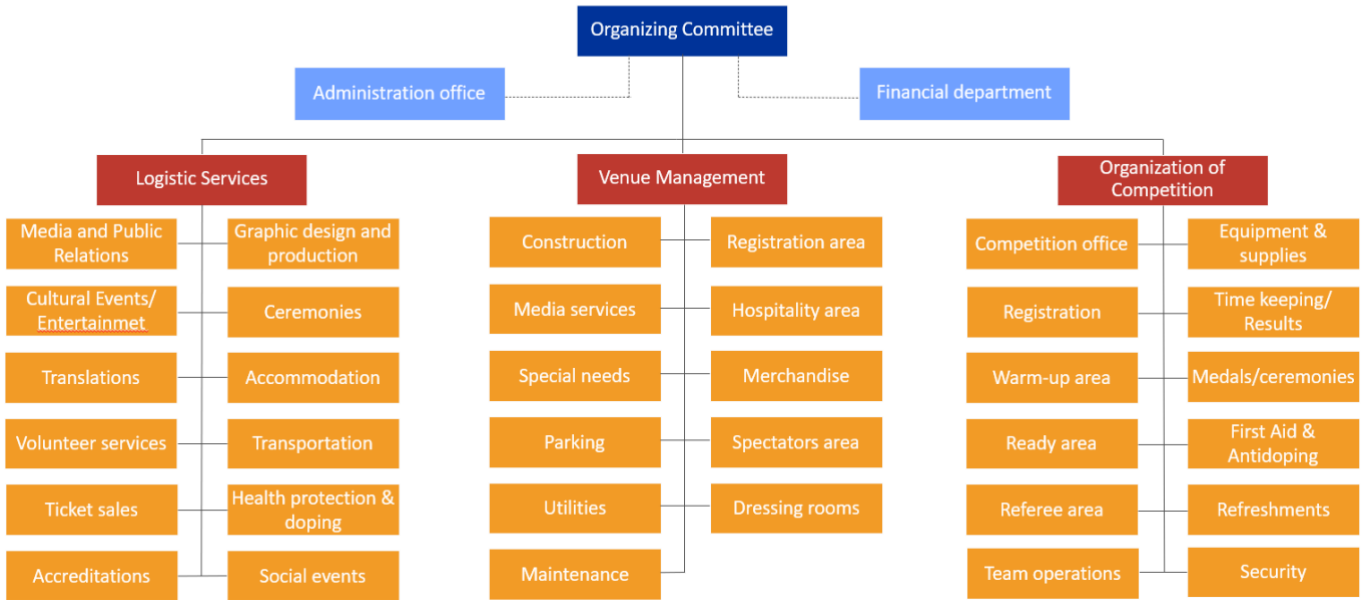 Organizing Committee
Administration office
Financial department
Logistic Services
Venue Management
Organization of
Competition
Media and Public
Relations
Graphic design and
production
Cultural Events/
Entertainmet
Ceremonies
Translations
Accommodation
Volunteer services
Transportation
Ticket sales
Health protection &
doping
Accreditations
Social events
Construction
Registration area
Media services
Hospitality area
Special needs
Merchandise
Parking
Spectators area
Utilities
Dressing rooms
Maintenance
Competition office
Equipment &
supplies
Registration
Time keeping/
Results
Warm-up area
Medals/ceremonies
Ready area
First Aid &
Antidoping
Referee area
Refreshments
Team operations
Security